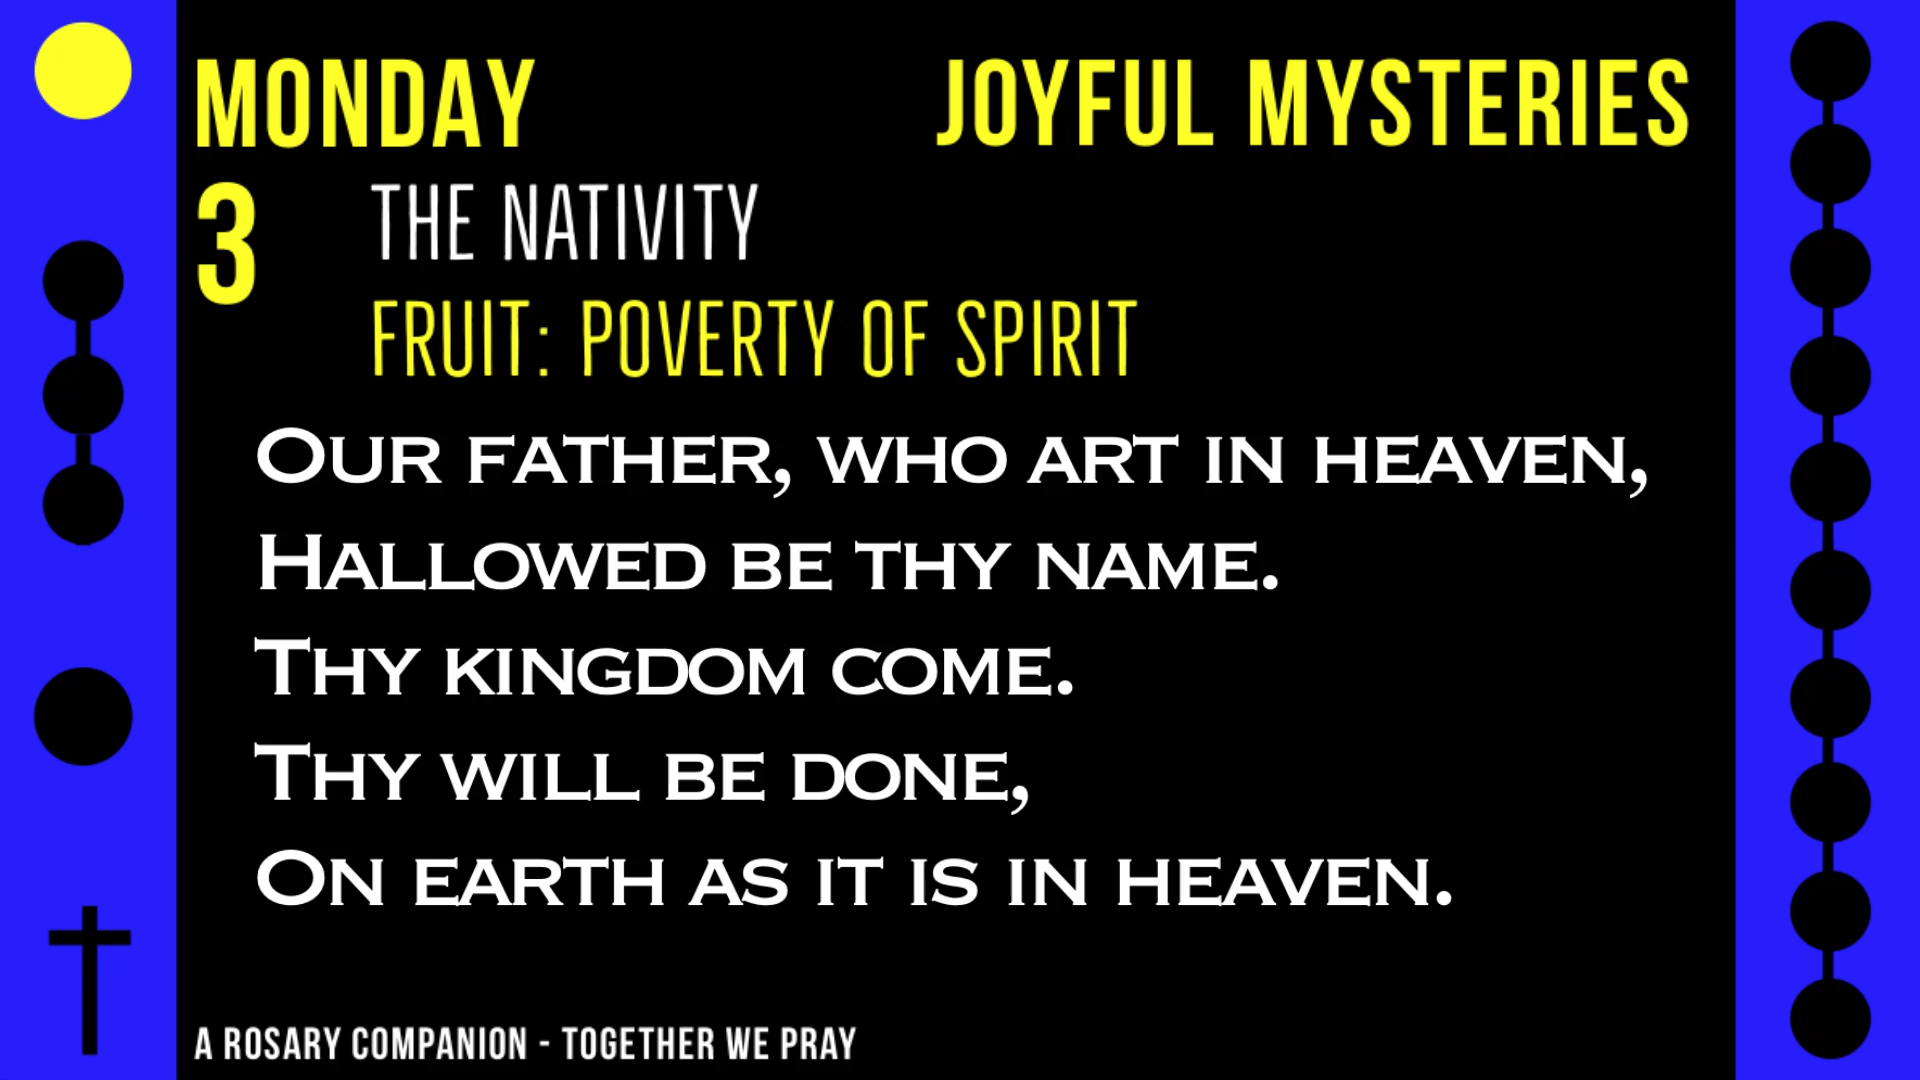 MONDAY JOYFUL MYSTERIES
3 THE NATIVITY
FRUIT: POVERTY OF SPIRIT
OUR FATHER, WHO ART IN HEAVEN,
HALLOWED BE THY NAME.
THY KINGDOM COME.
THY WILL BE DONE,
ON EARTH AS IT IS IN HEAVEN.
A ROSARY COMPANION - TOGETHER WE PRAY